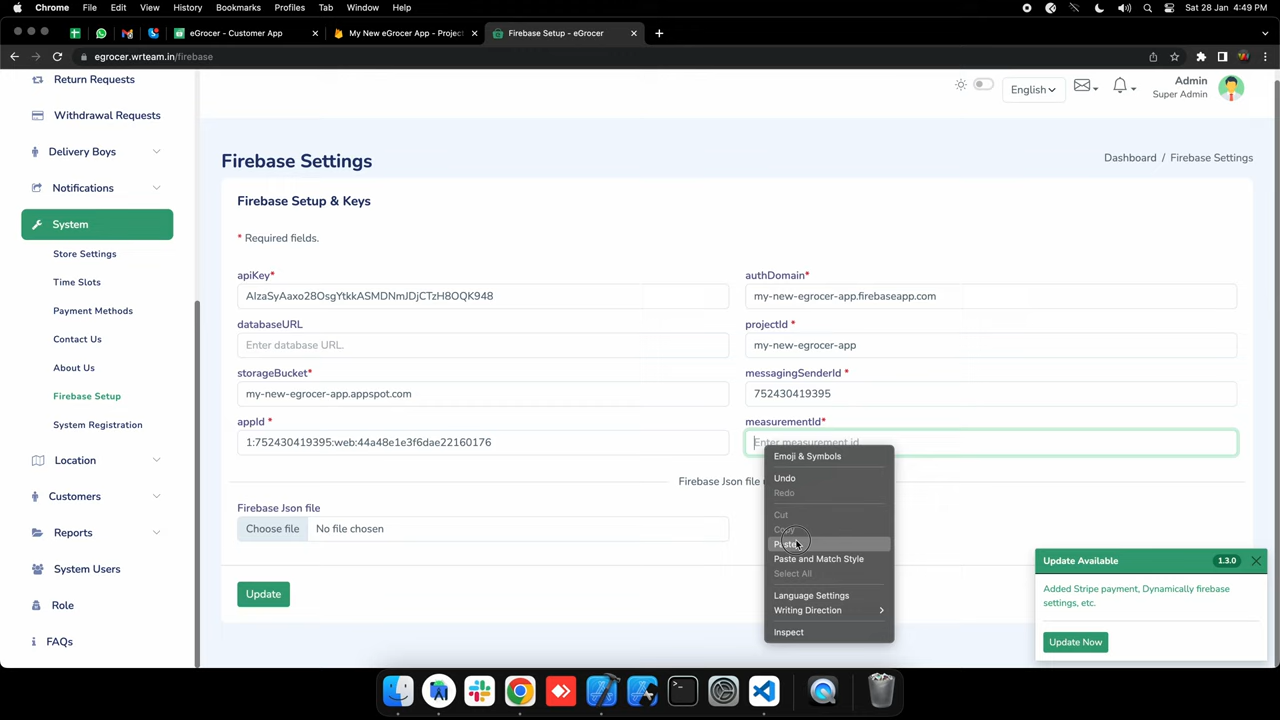 Chrome File Edit View History Bookmarks Profiles Tab Window Help Sat 28 Jan 4:49 PM
eGrocer - Customer App My New eGrocer App - Project Firebase Setup - eGrocer
egrocer.wrteam.in/firebase
Return Requests
Withdrawal Requests
Delivery Boys
Notifications
System
Store Settings
Time Slots
Payment Methods
Contact Us
About Us
Firebase Setup
System Registration
Location
Customers
Reports
System Users
Role
FAQs
English
Admin
Super Admin
Firebase Settings
Dashboard / Firebase Settings
Firebase Setup & Keys
* Required fields.
apiKey*
AIzaSyAaxo28OsgYtkkASMDNmJDjCTzH8OQK948
authDomain*
my-new-egrocer-app.firebaseapp.com
databaseURL
Enter database URL.
projectId *
my-new-egrocer-app
storageBucket*
my-new-egrocer-app.appspot.com
messagingSenderId *
752430419395
appId *
1:752430419395:web:44a48e1e3f6dae22160176
measurementId*
Enter measurement id
Firebase Json file
Firebase Json file
Choose file No file chosen
Update
Emoji & Symbols
Undo
Redo
Cut
Copy
Paste
Paste and Match Style
Select All
Language Settings
Writing Direction
Inspect
Update Available 1.3.0
Added Stripe payment, Dynamically firebase
settings, etc.
Update Now